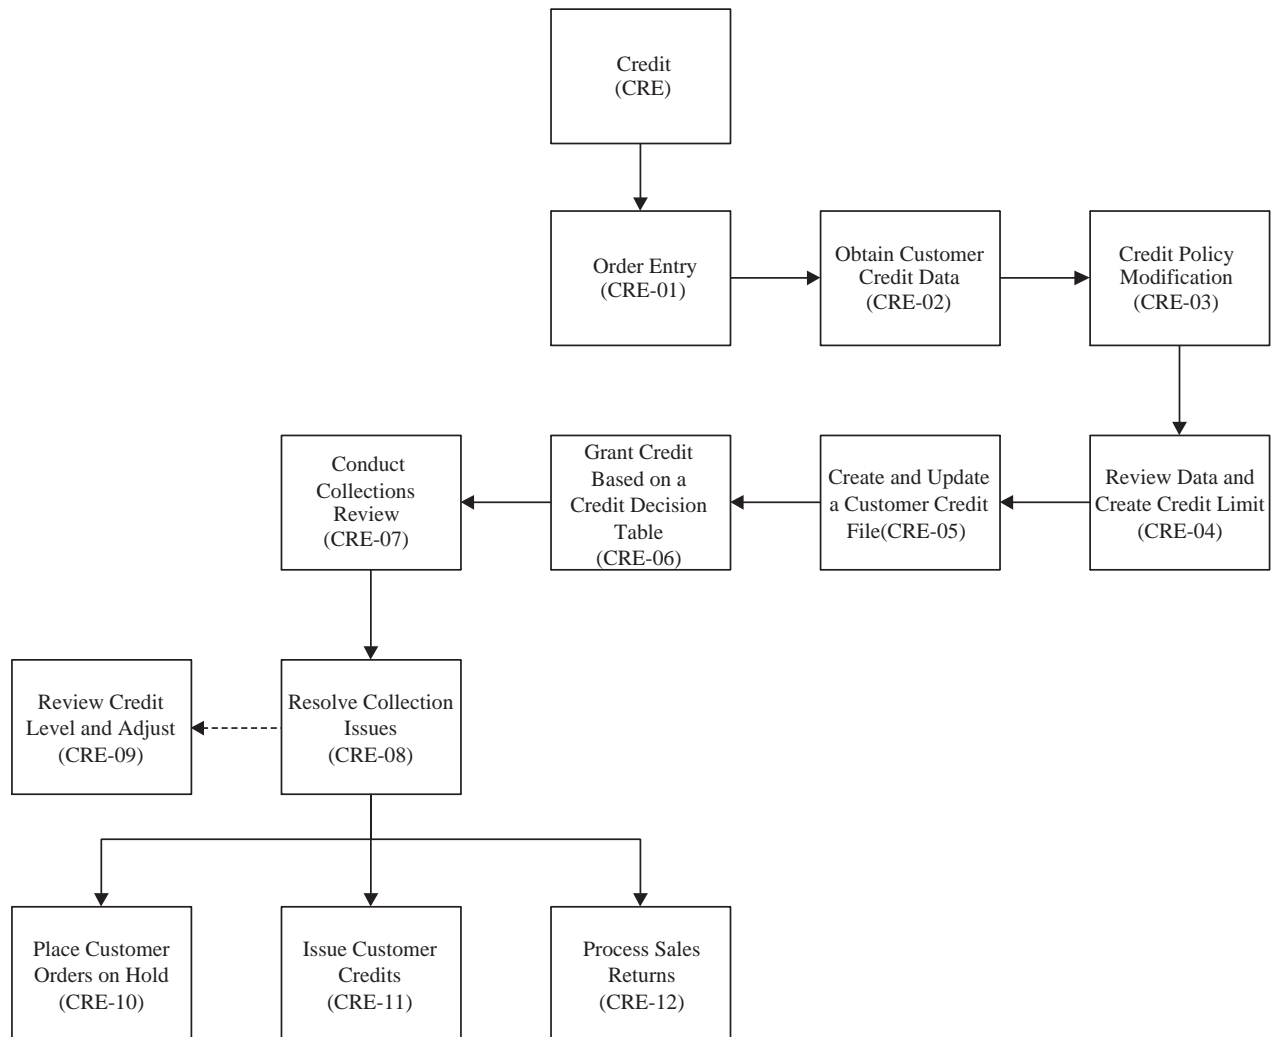 Credit
(CRE)
Order Entry
(CRE-01)
Obtain Customer
Credit Data
(CRE-02)
Credit Policy
Modification
(CRE-03)
Conduct
Collections
Review
(CRE-07)
Grant Credit
Based on a
Credit Decision
Table
(CRE-06)
Create and Update
a Customer Credit
File(CRE-05)
Review Data and
Create Credit Limit
(CRE-04)
Review Credit
Level and Adjust
(CRE-09)
Resolve Collection
Issues
(CRE-08)
Place Customer
Orders on Hold
(CRE-10)
Issue Customer
Credits
(CRE-11)
Process Sales
Returns
(CRE-12)